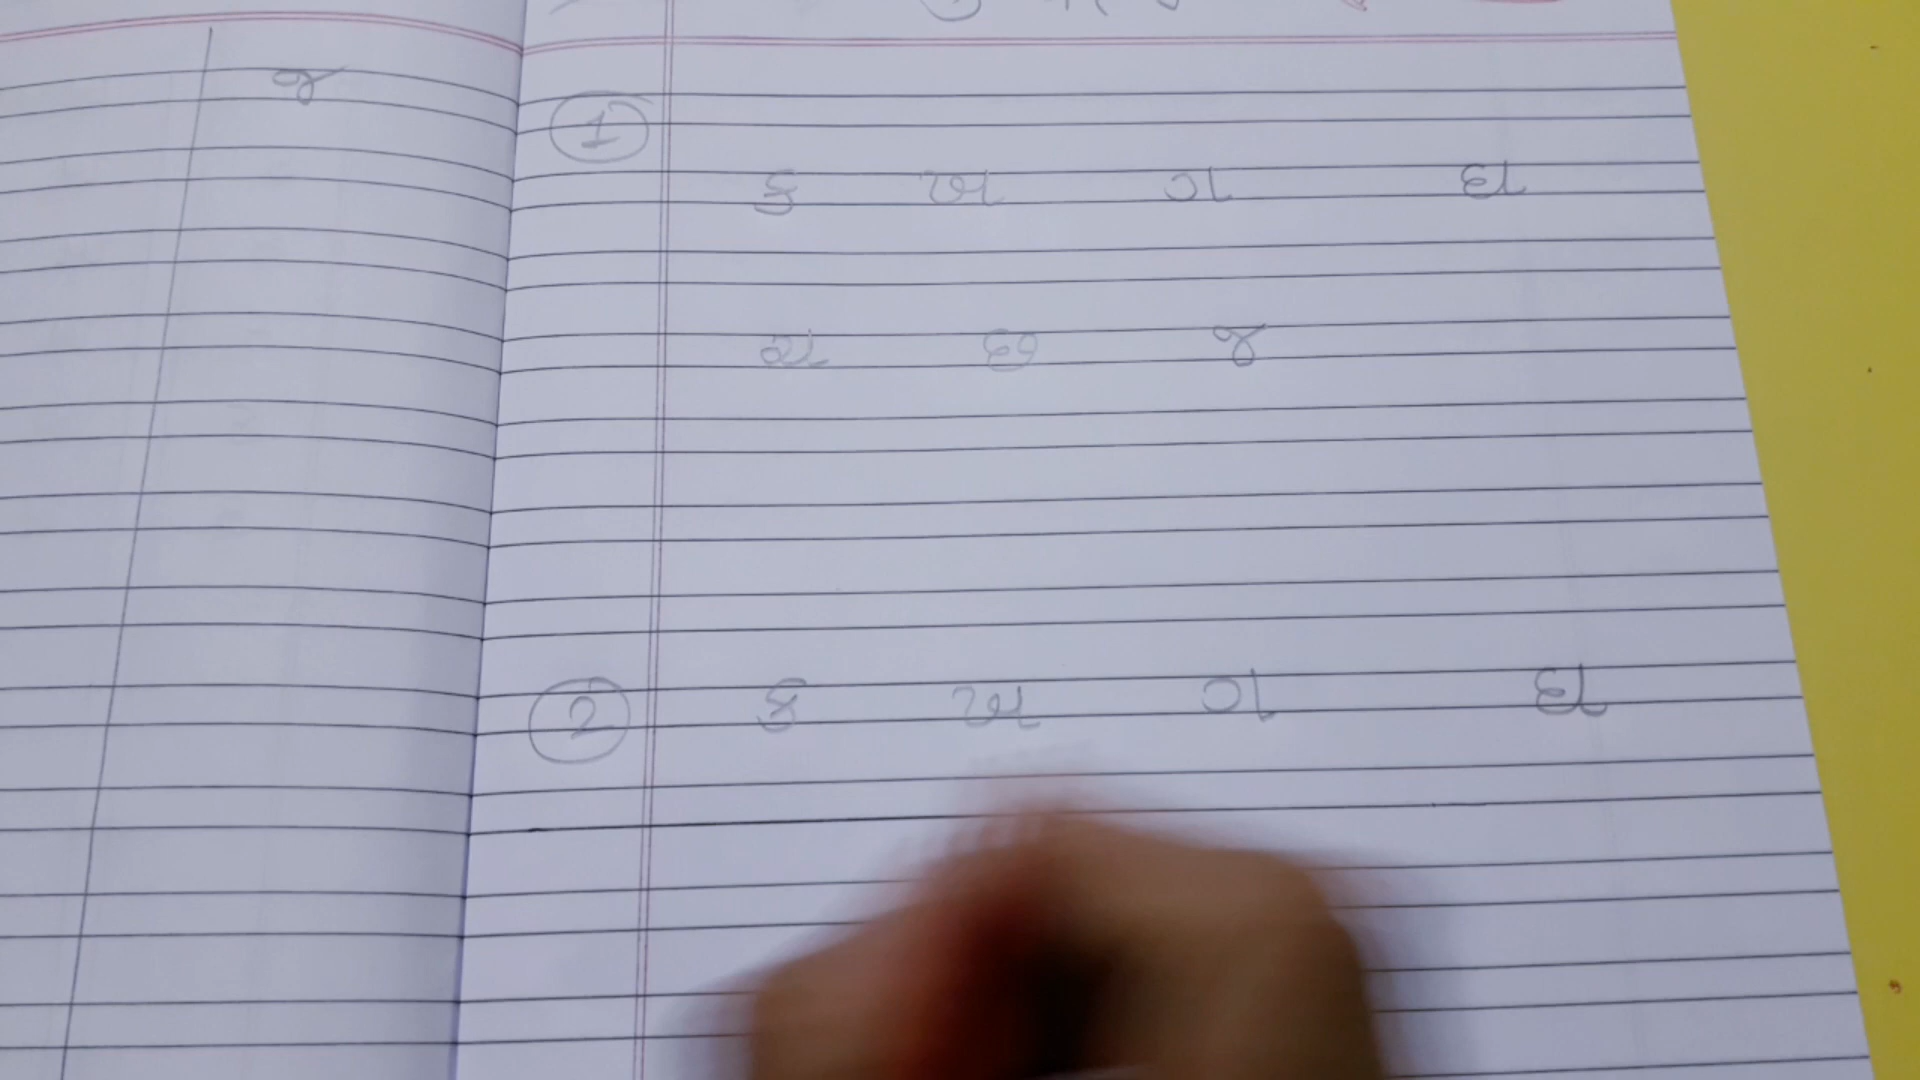 જ
1
ક ખ ગ ઘ
ચ છ જ
2 ક ખ ગ ઘ